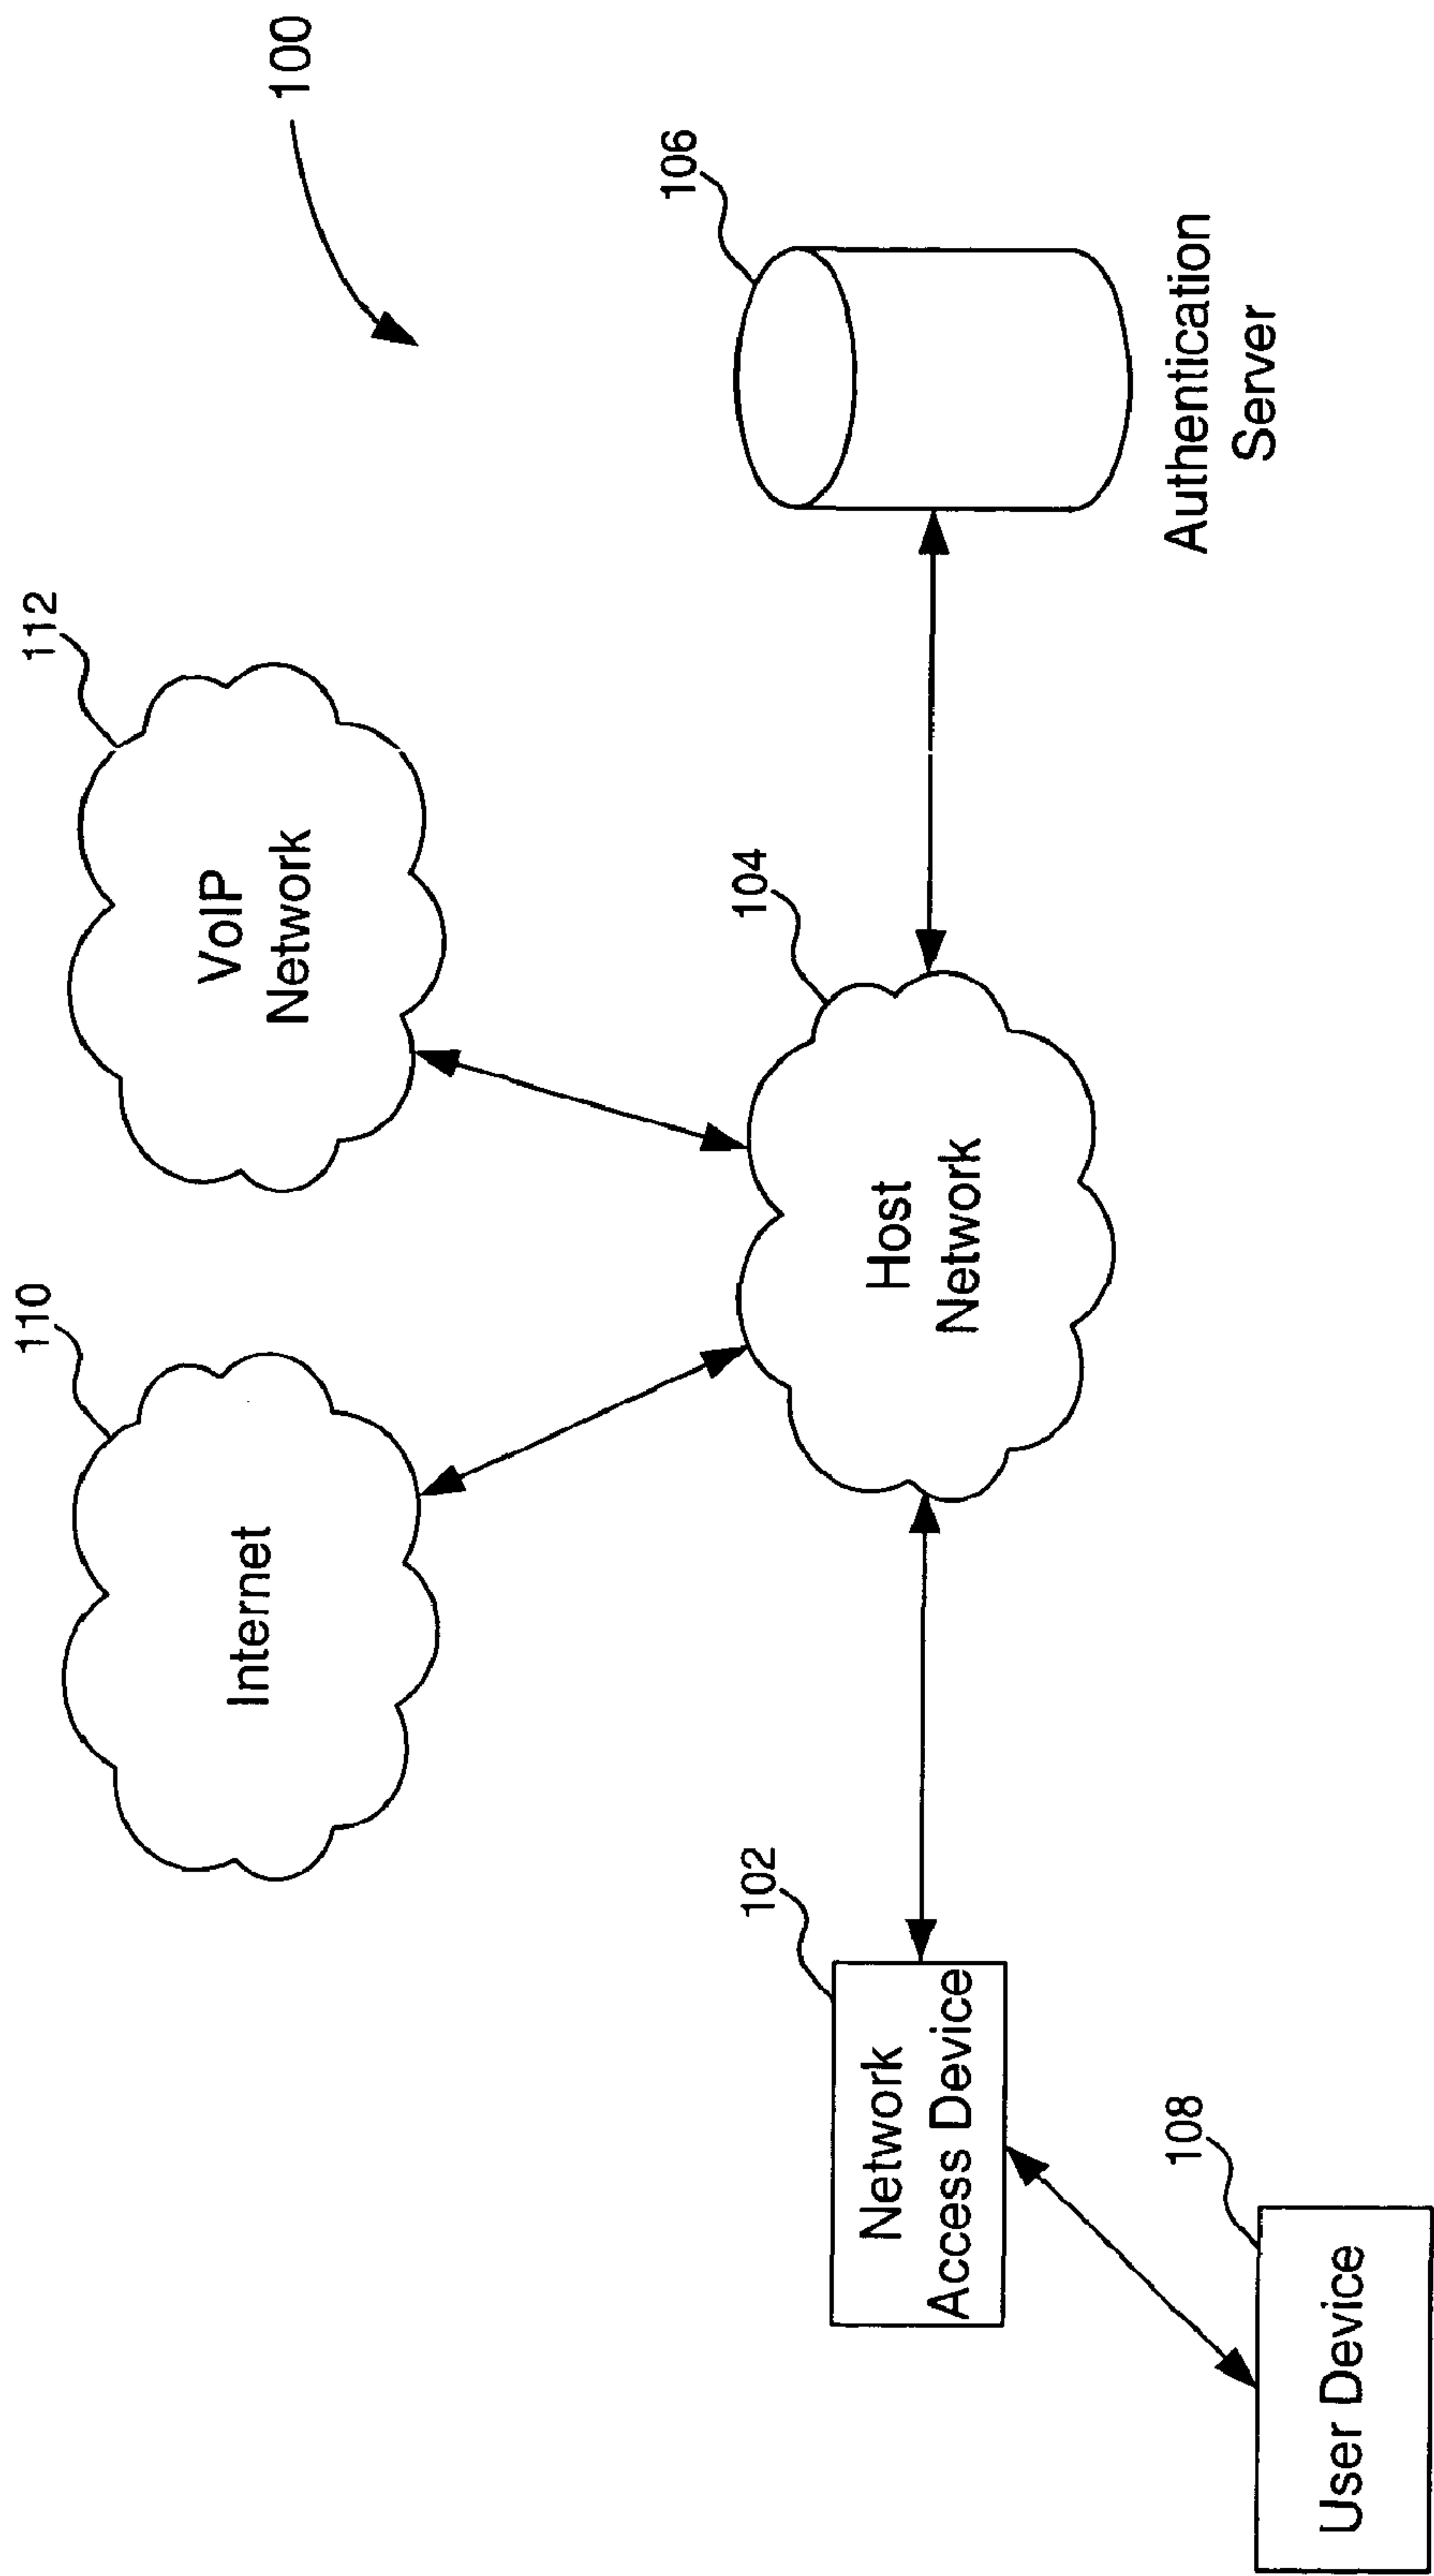 100
110
112
Internet
VoIP
Network
102
104
106
Network
Access Device
Host
Network
108
User Device
Authentication
Server